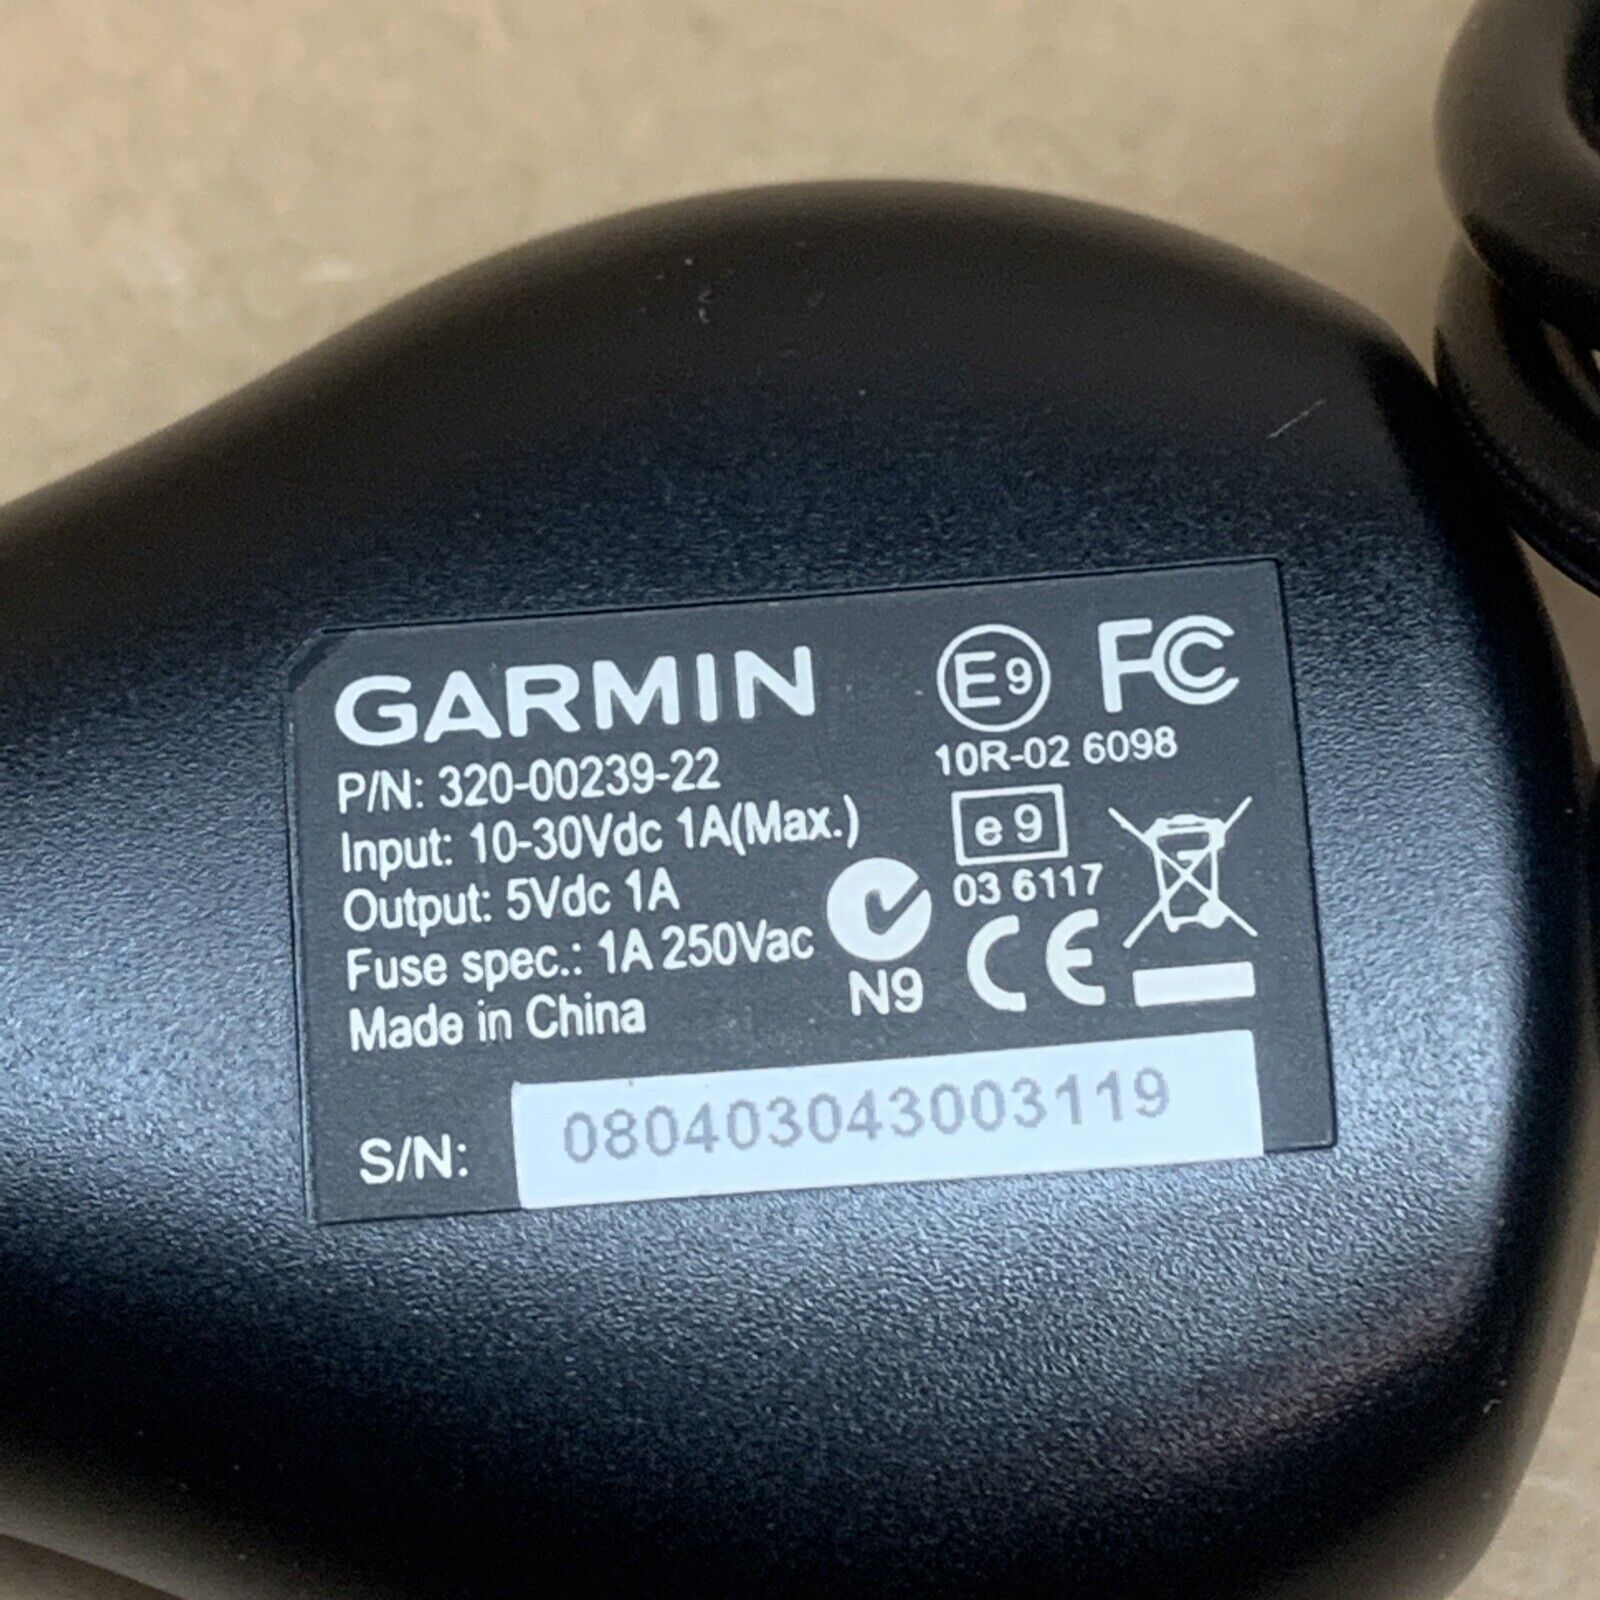 GARMIN
P/N: 320-00239-22
Input: 10-30Vdc 1A(Max.)
Output: 5Vdc 1A
Fuse spec.: 1A 250Vac
Made in China
E9
FC
10R-02 6098
e 9
03 6117
N9
CE
S/N: 080403043003119